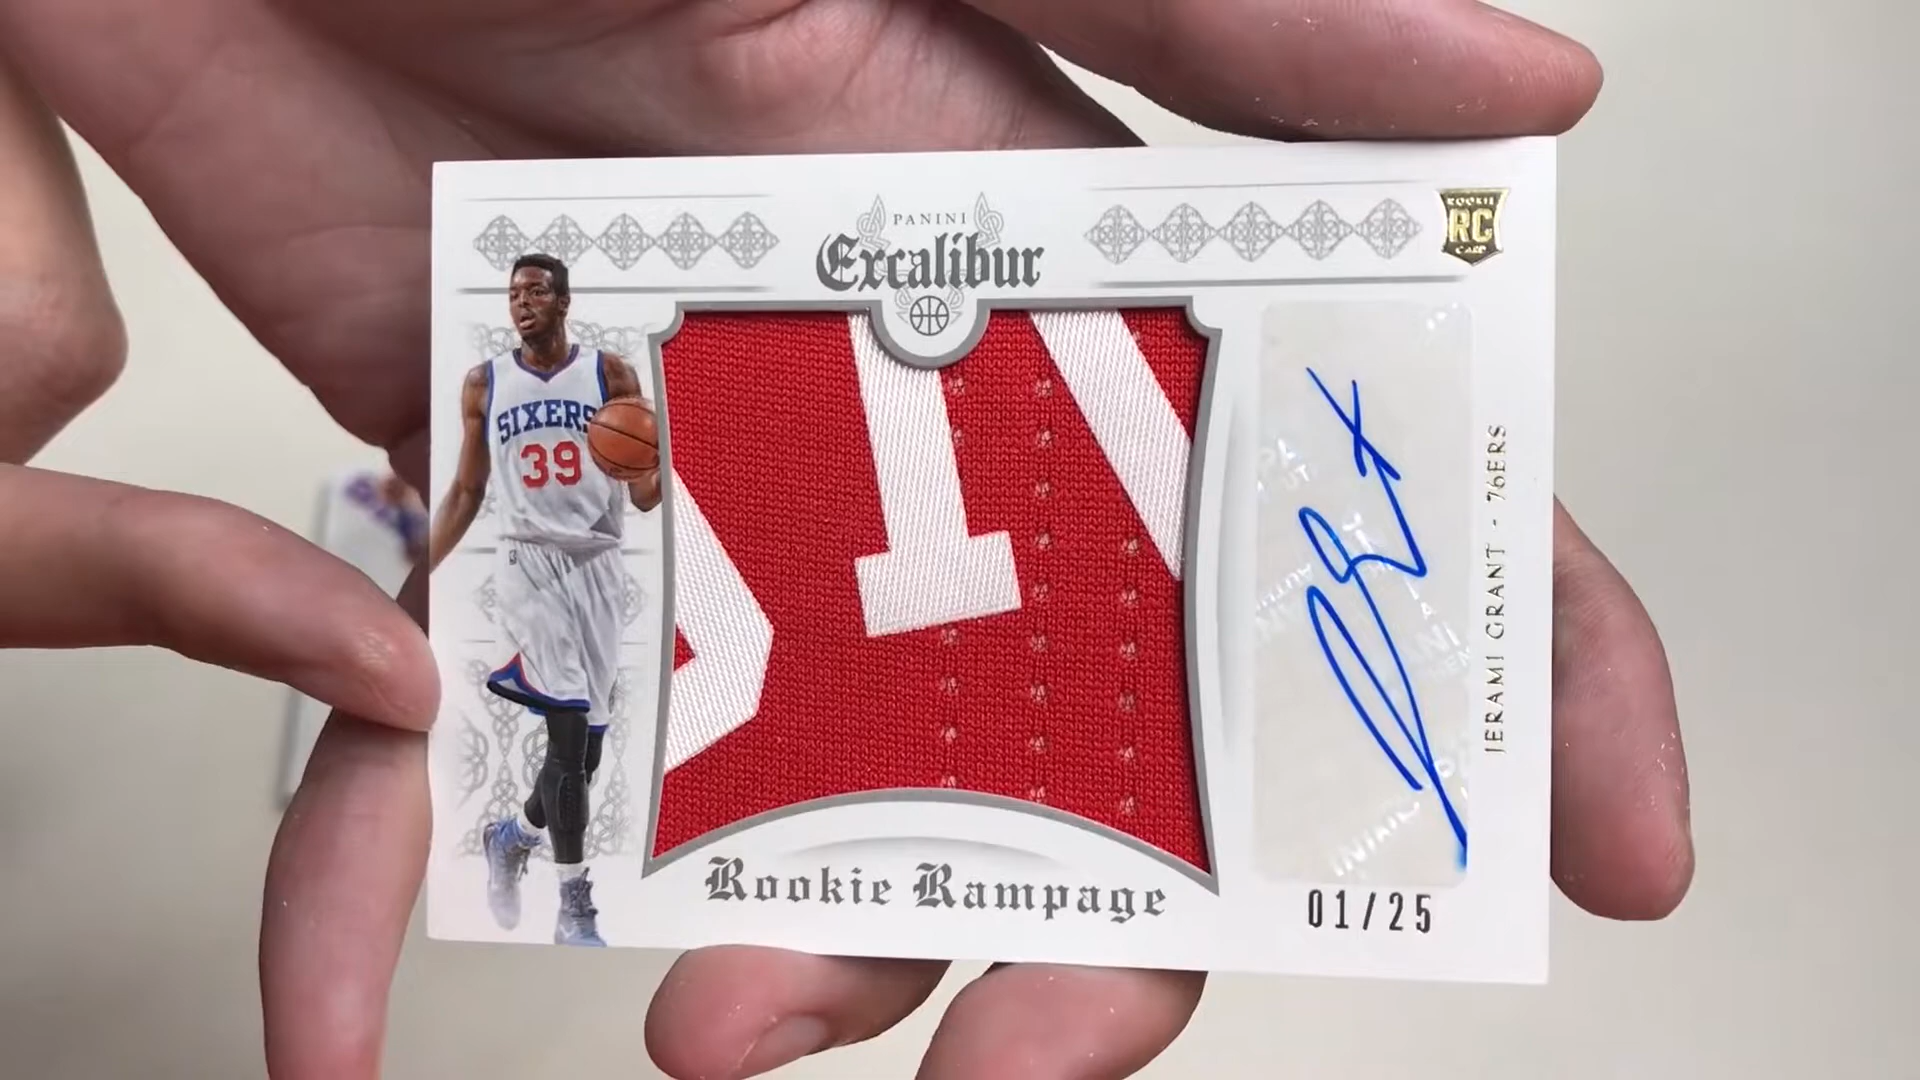 PANINI
Excalibur
ROOKIE
RC
CARD
SIXERS
39
JERAMI GRANT - 76ERS
Rookie Rampage
01/25